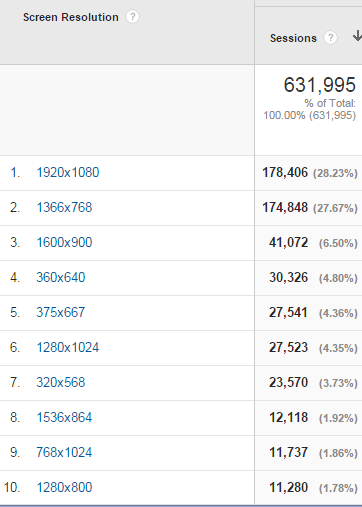 Screen Resolution ?
Sessions ?
631,995
% of Total:
100.00% (631,995)
1. 1920x1080 178,406 (28.23%)
2. 1366x768 174,848 (27.67%)
3. 1600x900 41,072 (6.50%)
4. 360x640 30,326 (4.80%)
5. 375x667 27,541 (4.36%)
6. 1280x1024 27,523 (4.35%)
7. 320x568 23,570 (3.73%)
8. 1536x864 12,118 (1.92%)
9. 768x1024 11,737 (1.86%)
10. 1280x800 11,280 (1.78%)